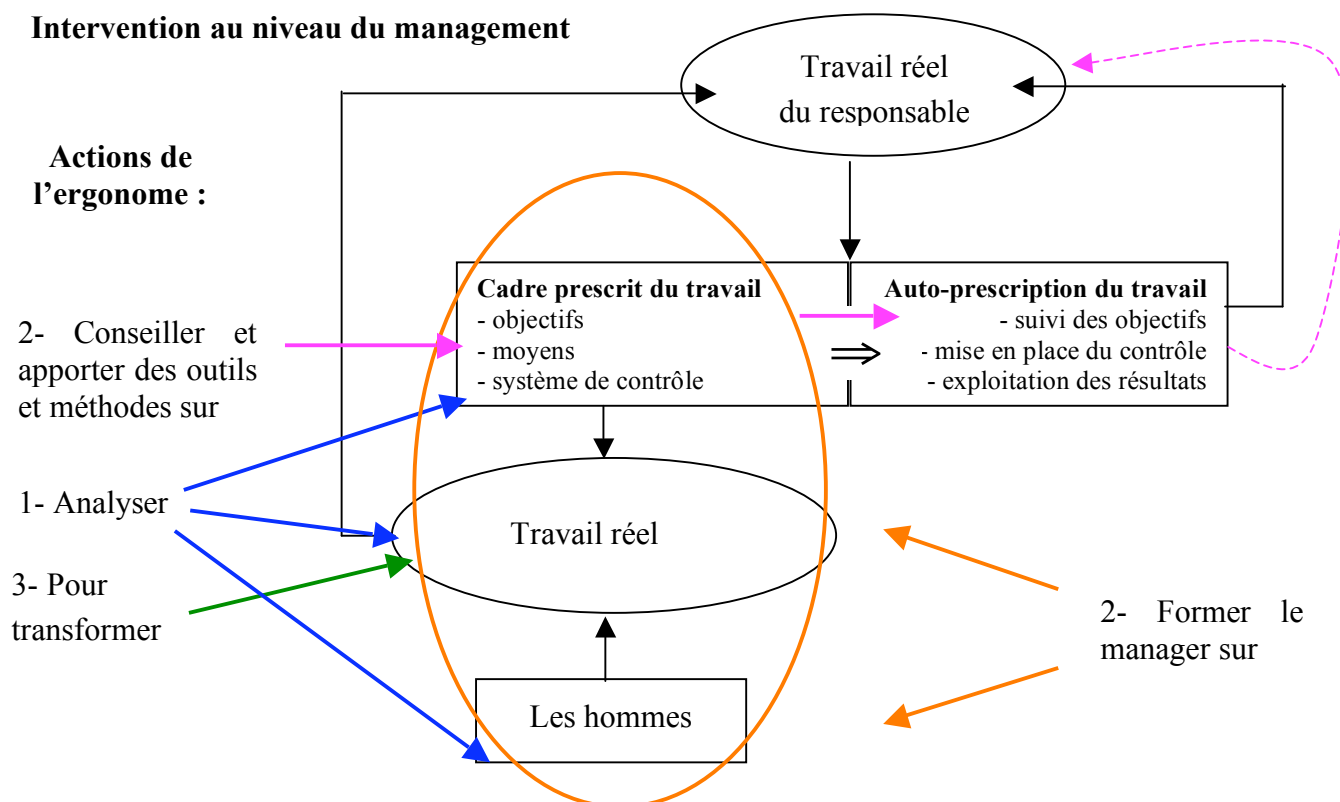 Intervention au niveau du management
Travail réel
du responsable
Actions de
l’ergonome :
Cadre prescrit du travail
- objectifs
- moyens
- système de contrôle
Auto-prescription du travail
- suivi des objectifs
- mise en place du contrôle
- exploitation des résultats
2- Conseiller et
apporter des outils
et méthodes sur
1- Analyser
Travail réel
3- Pour
transformer
2- Former le
manager sur
Les hommes